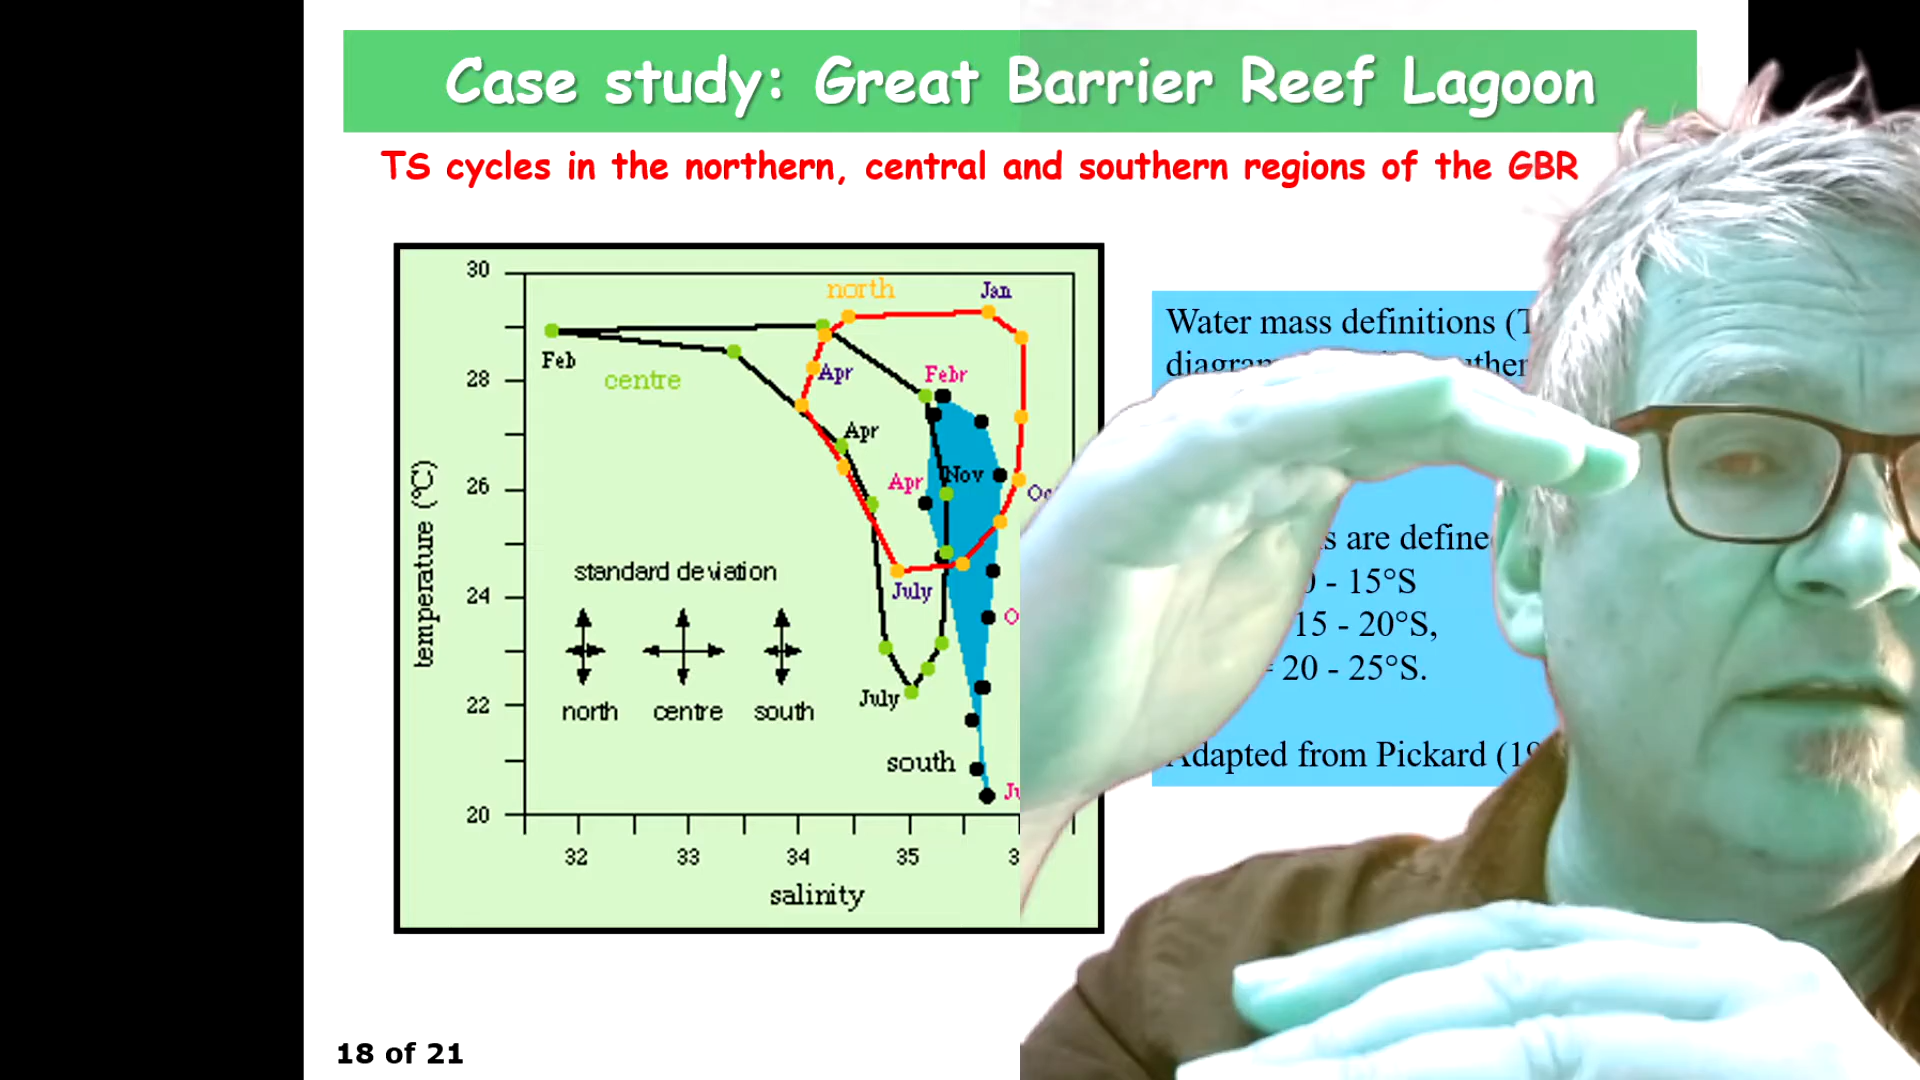 Case study: Great Barrier Reef Lagoon
TS cycles in the northern, central and southern regions of the GBR
30
28
26
24
22
20
temperature (°C)
north
Jan
Feb
centre
Apr
Febr
Apr
Apr
Nov
standard deviation
July
north centre south
July
south
32 33 34 35
salinity
Water mass definitions
are defined
15°S
15 - 20°S,
20 - 25°S.
Adapted from Pickard
18 of 21